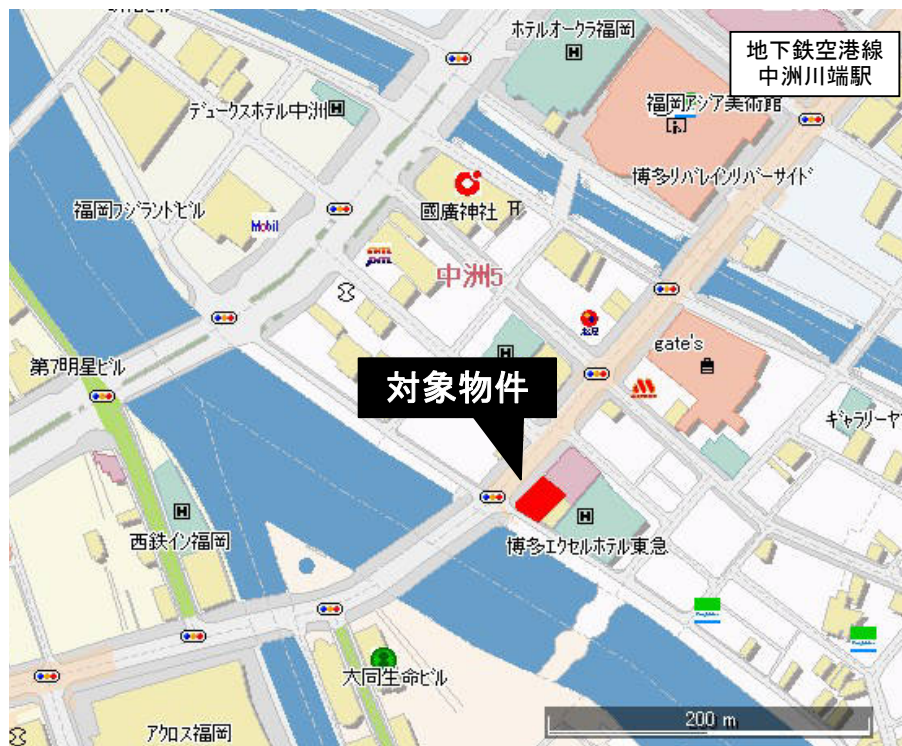 ホテルオークラ福岡
地下鉄空港線
中洲川端駅
デュークスホテル中洲
福岡アジア美術館
博多リバレインリバーサイド
福岡フジランドビル
Mobil
國廣神社
中洲5
松屋
gate's
第7明星ビル
対象物件
ギャラリーヤ
西鉄イン福岡
博多エクセルホテル東急
大同生命ビル
200 m
アクロス福岡